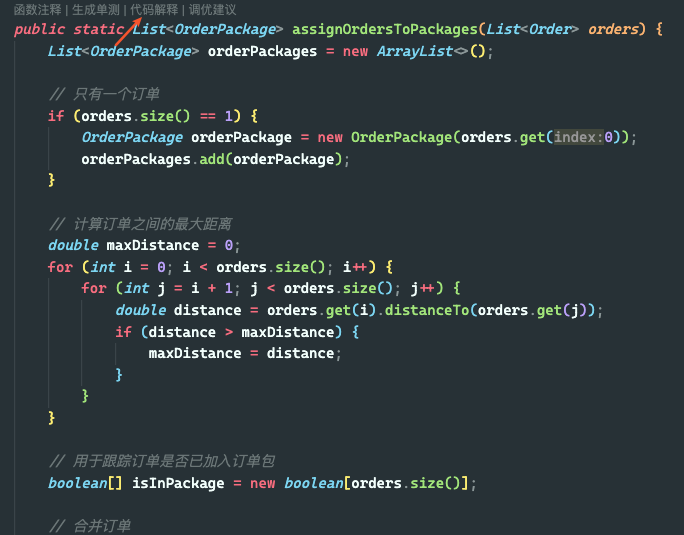 函数注释 | 生成单测 | 代码解释 | 调优建议
public static List<OrderPackage> assignOrdersToPackages(List<Order> orders) {
    List<OrderPackage> orderPackages = new ArrayList<>();
    // 只有一个订单
    if (orders.size() == 1) {
        OrderPackage orderPackage = new OrderPackage(orders.get(index:0));
        orderPackages.add(orderPackage);
    }
    // 计算订单之间的最大距离
    double maxDistance = 0;
    for (int i = 0; i < orders.size(); i++) {
        for (int j = i + 1; j < orders.size(); j++) {
            double distance = orders.get(i).distanceTo(orders.get(j));
            if (distance > maxDistance) {
                maxDistance = distance;
            }
        }
    }
    // 用于跟踪订单是否已加入订单包
    boolean[] isInPackage = new boolean[orders.size()];
    // 合并订单